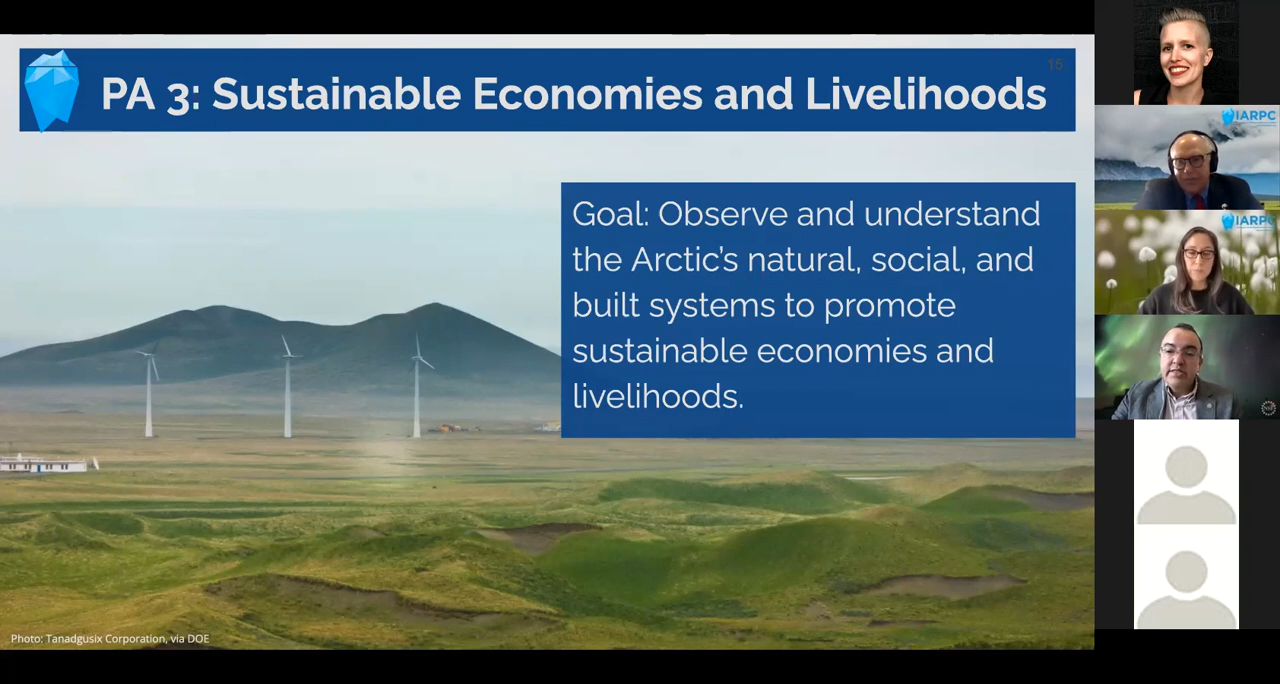 15
PA 3: Sustainable Economies and Livelihoods
Goal: Observe and understand
the Arctic's natural, social, and
built systems to promote
sustainable economies and
livelihoods.
Photo: Tanadgusix Corporation, via DOE
IARPC
IARPC